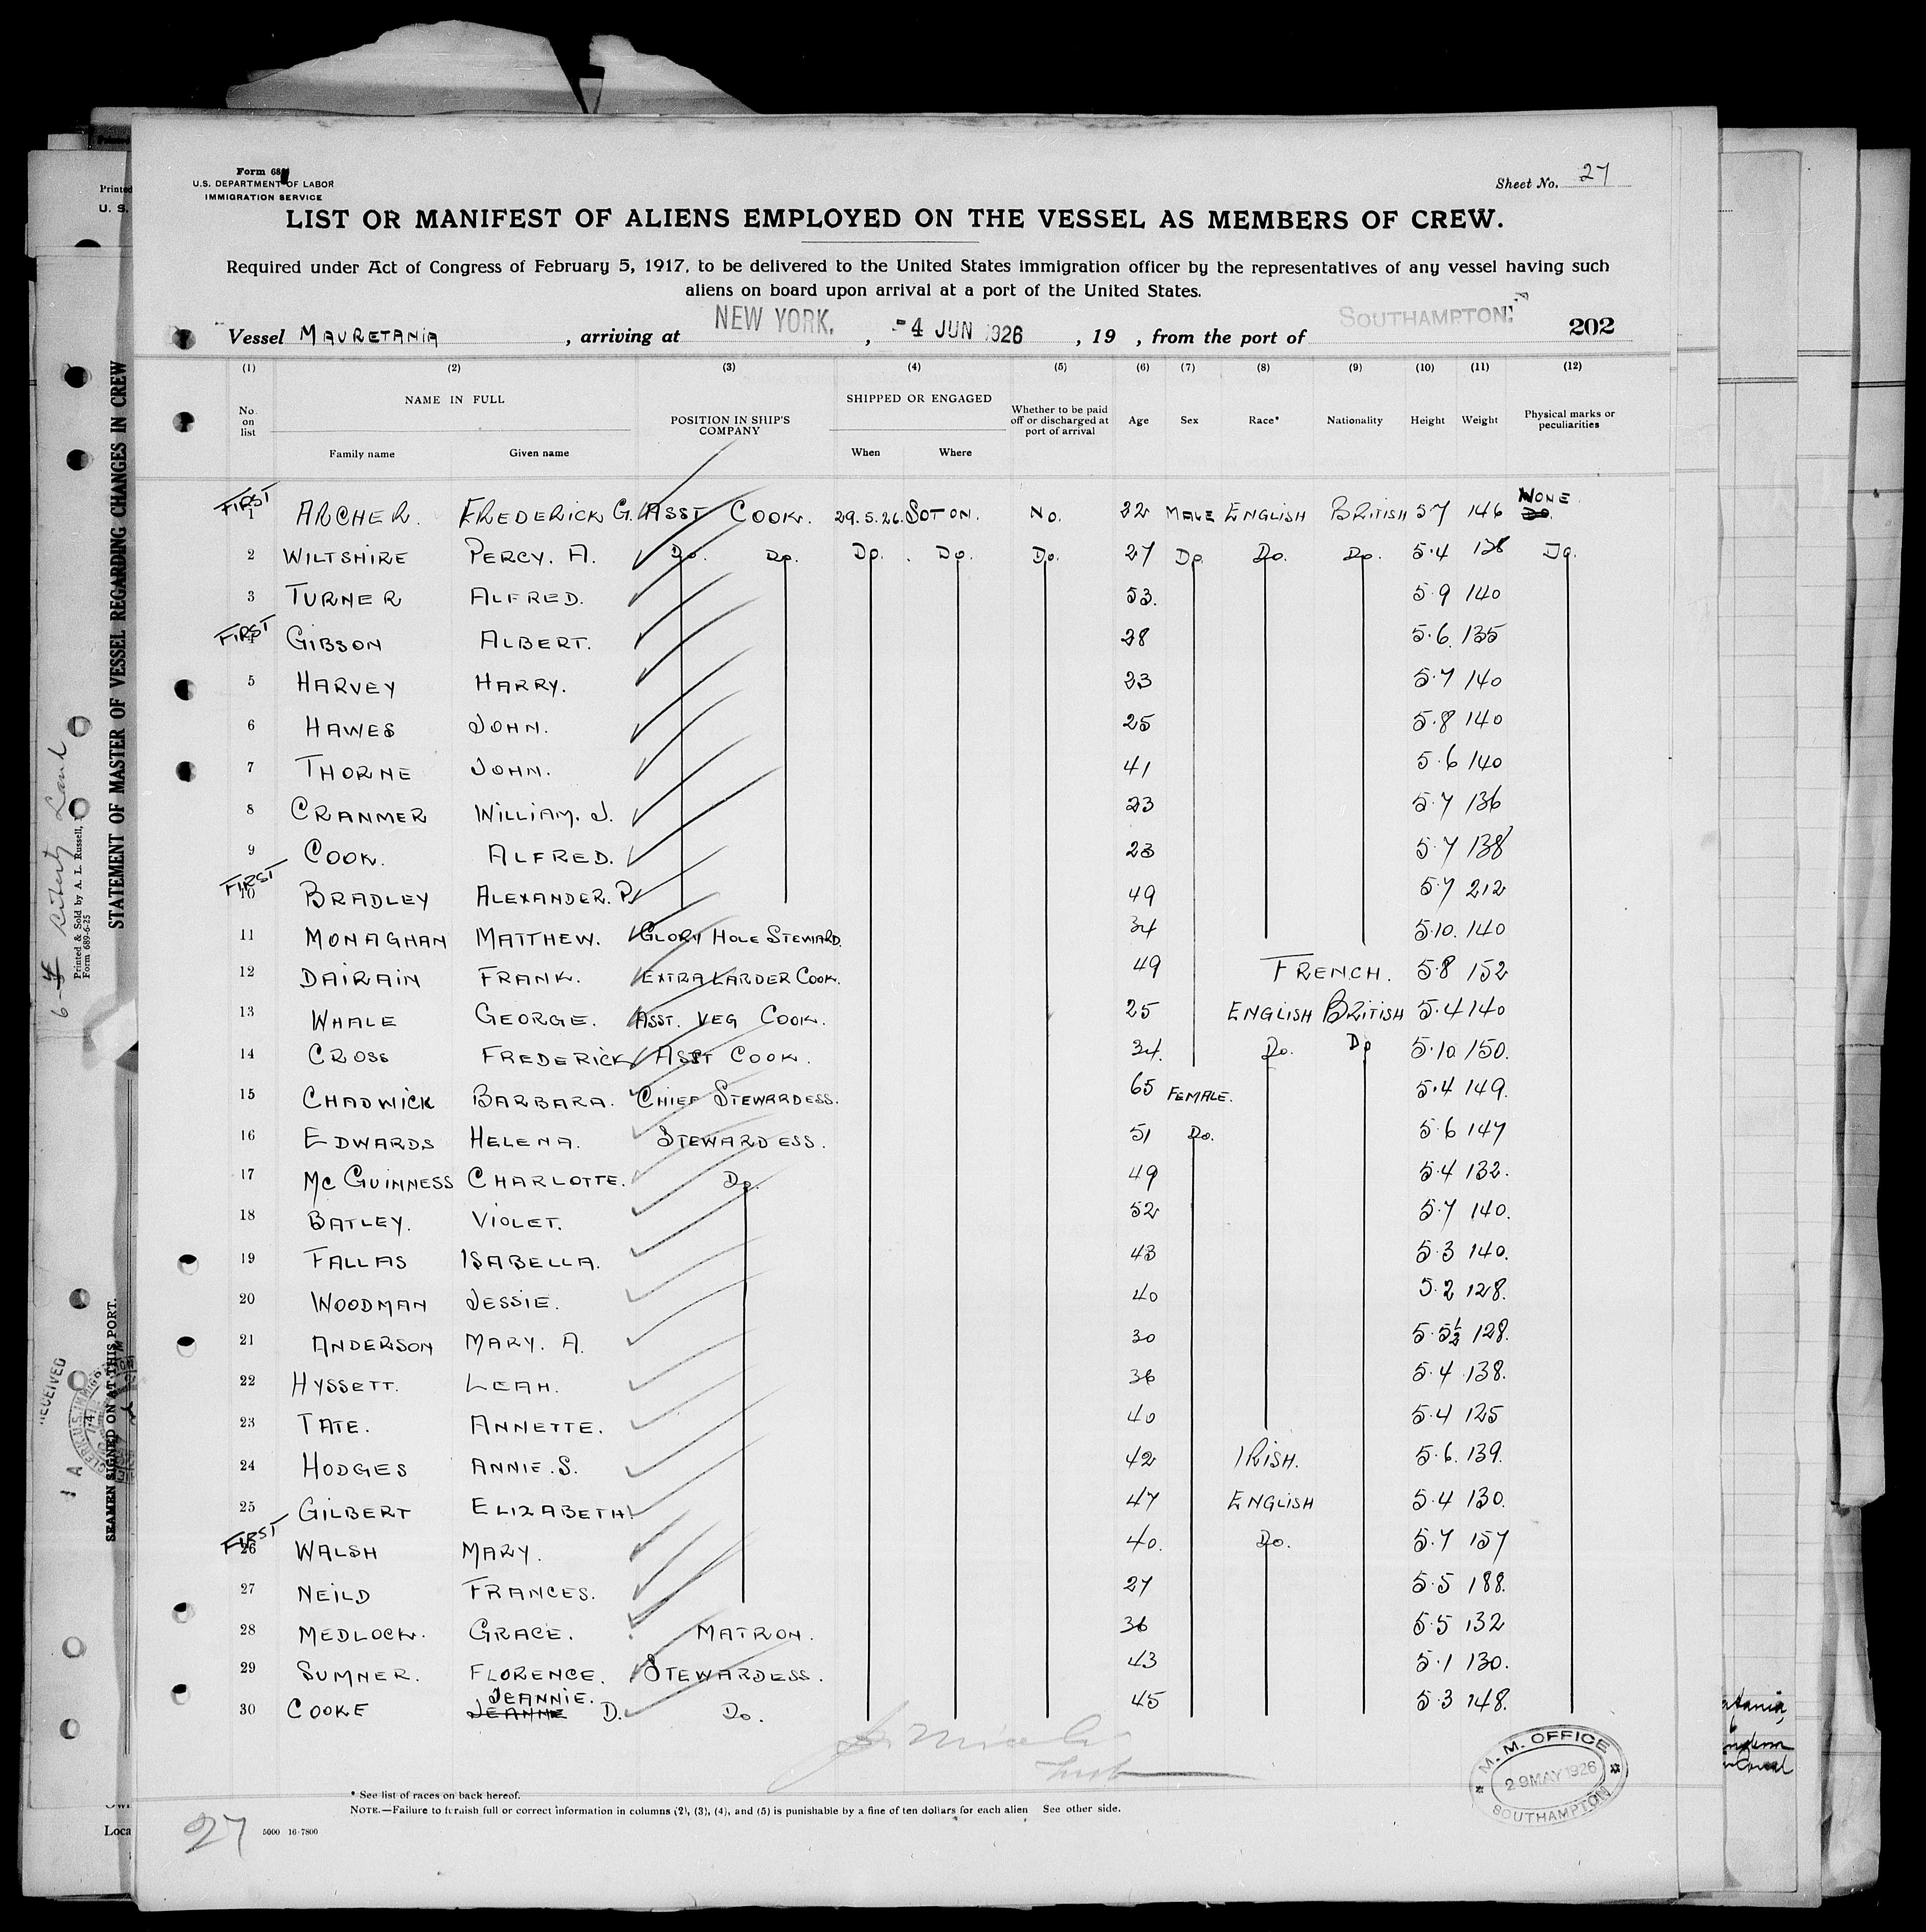 Form 689
U.S. DEPARTMENT OF LABOR
IMMIGRATION SERVICE
Sheet No. 27
LIST OR MANIFEST OF ALIENS EMPLOYED ON THE VESSEL AS MEMBERS OF CREW.
Required under Act of Congress of February 5, 1917, to be delivered to the United States immigration officer by the representatives of any vessel having such
aliens on board upon arrival at a port of the United States.
Vessel MAURETANIA , arriving at NEW YORK. , -4 JUN 1926 , 19 , from the port of SOUTHAMPTON. 202
(1) (2) (3) (4) (5) (6) (7) (8) (9) (10) (11) (12)
No. on list NAME IN FULL Family name Given name POSITION IN SHIP'S COMPANY SHIPPED OR ENGAGED When Where Whether to be paid off or discharged at port of arrival Age Sex Race* Nationality Height Weight Physical marks or peculiarities
FIRST 1 ARCHER. FREDERICK G. ASST COOK. 29.5.26. SOTON. NO. 22 MALE ENGLISH BRITISH 5 7 146 NONE Do.
2 WILTSHIRE PERCY. A. Do. Do. Do. Do. Do. 27 Do. Do. Do. 5.4 138 Do.
3 TURNER ALFRED. 53. 5.9 140
FIRST 4 GIBSON ALBERT. 28 5.6. 135
5 HARVEY HARRY. 23 5.7 140
6 HAWES JOHN. 25 5.8 140
7 THORNE JOHN. 41 5.6 140
8 CRANMER WILLIAM. J. 23 5.7 136
9 COOK. ALFRED. 23 5.7 138
FIRST 10 BRADLEY ALEXANDER. P. 49 5.7 212
11 MONAGHAN MATTHEW. GLORY HOLE STEWARD. 34 5.10. 140
12 DAIRAIN FRANK. EXTRA LARDER COOK. 49 FRENCH. 5.8 152
13 WHALE GEORGE. ASST. VEG COOK. 25 ENGLISH BRITISH 5.4 140
14 CROSS FREDERICK ASST COOK. 34. Do. Do 5.10 150.
15 CHADWICK BARBARA. CHIEF STEWARDESS. 65 FEMALE. 5.4 149.
16 EDWARDS HELENA. STEWARDESS. 51 Do. 5.6 147
17 MC GUINNESS CHARLOTTE. Do. 49 5.4 132.
18 BATLEY. VIOLET. 52 5.7 140.
19 FALLAS ISABELLA. 43 5.3 140.
20 WOODMAN JESSIE. 40 5.2 128.
21 ANDERSON MARY. A. 30 5.5½ 128.
22 HYSSETT. LEAH. 36 5.4 138.
23 TATE. ANNETTE. 40 5.4 125
24 HODGES ANNIE.S. 42 IRISH. 5.6. 139.
25 GILBERT ELIZABETH 47 ENGLISH 5.4 130.
FIRST 26 WALSH MARY. 40. Do. 5.7 157
27 NEILD FRANCES. 27 5.5 188.
28 MEDLOCK. GRACE. MATRON. 36 5.5 132
29 SUMNER. FLORENCE. STEWARDESS. 43 5.1 130.
30 COOKE JEANNIE. JEANNE D. Do. 45 5.3 148.
* See list of races on back hereof.
NOTE.—Failure to furnish full or correct information in columns (2), (3), (4), and (5) is punishable by a fine of ten dollars for each alien See other side.
27 5000 16-7800
M. M. OFFICE
29 MAY 1926
SOUTHAMPTON
STATEMENT OF MASTER OF VESSEL REGARDING CHANGES IN CREW
Printed & Sold by A. L. Russell,
Form 689-6-25
SEAMEN SIGNED ON AT THIS PORT.
RECEIVED
Printed
U. S.
Loca